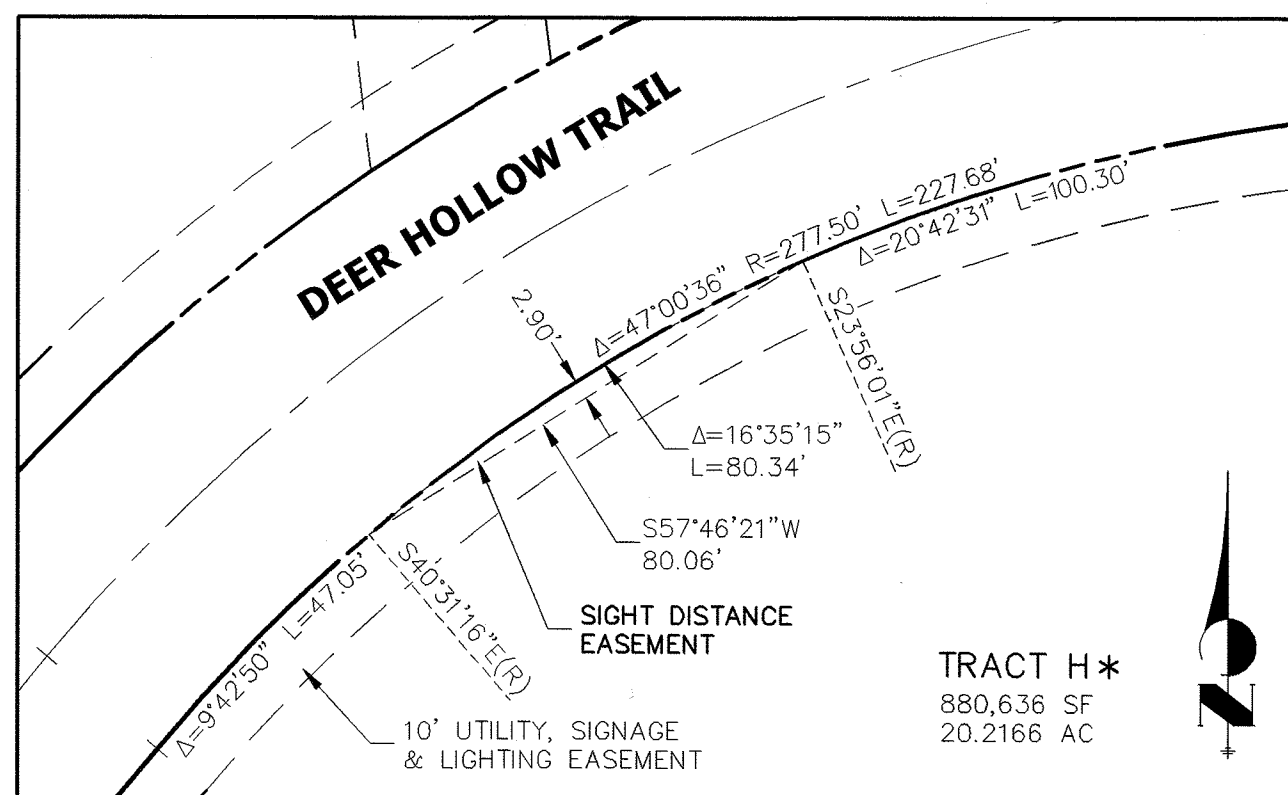 DEER HOLLOW TRAIL
Δ=47°00'36" R=277.50' L=227.68'
Δ=20°42'31" L=100.30'
2.90'
S23°56'01"E(R)
Δ=16°35'15"
L=80.34'
S57°46'21"W
80.06'
S40°31'16"E(R)
Δ=9°42'50" L=47.05'
SIGHT DISTANCE
EASEMENT
10' UTILITY, SIGNAGE
& LIGHTING EASEMENT
TRACT H*
880,636 SF
20.2166 AC
N